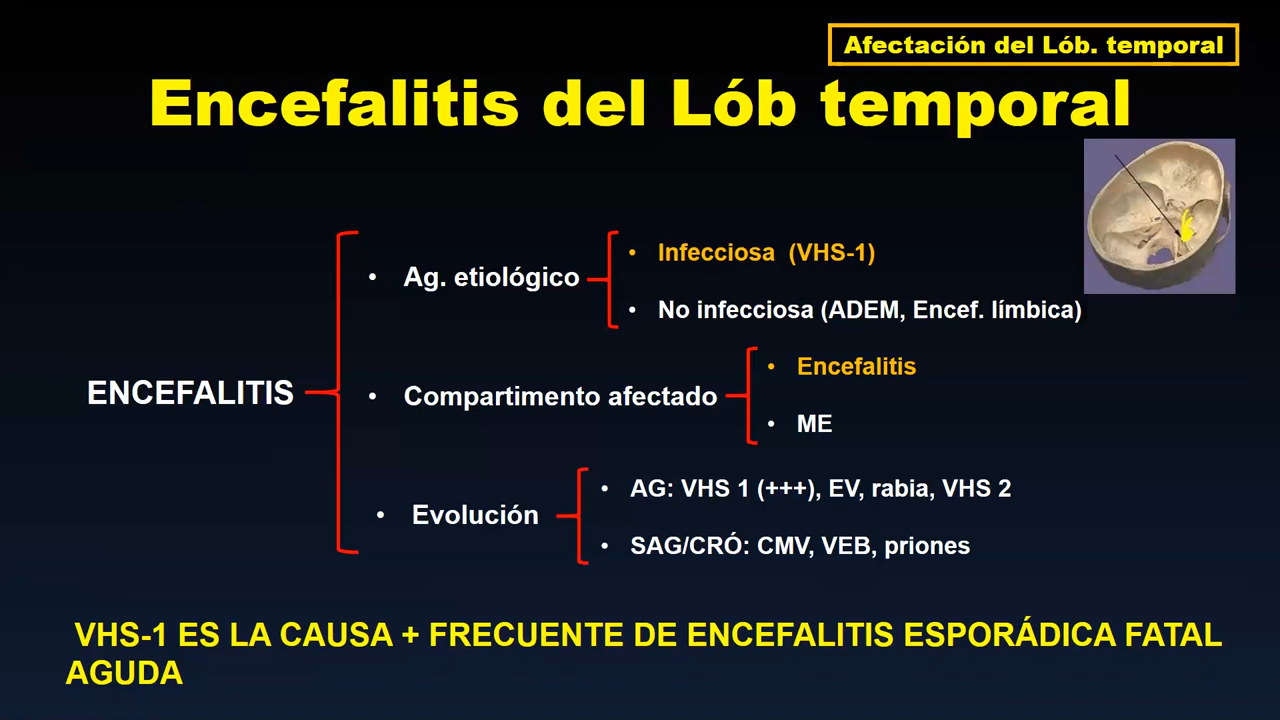 Afectación del Lób. temporal
Encefalitis del Lób temporal
ENCEFALITIS
• Ag. etiológico
• Infecciosa (VHS-1)
• No infecciosa (ADEM, Encef. límbica)
• Compartimento afectado
• Encefalitis
• ME
• Evolución
• AG: VHS 1 (+++), EV, rabia, VHS 2
• SAG/CRÓ: CMV, VEB, priones
VHS-1 ES LA CAUSA + FRECUENTE DE ENCEFALITIS ESPORÁDICA FATAL
AGUDA